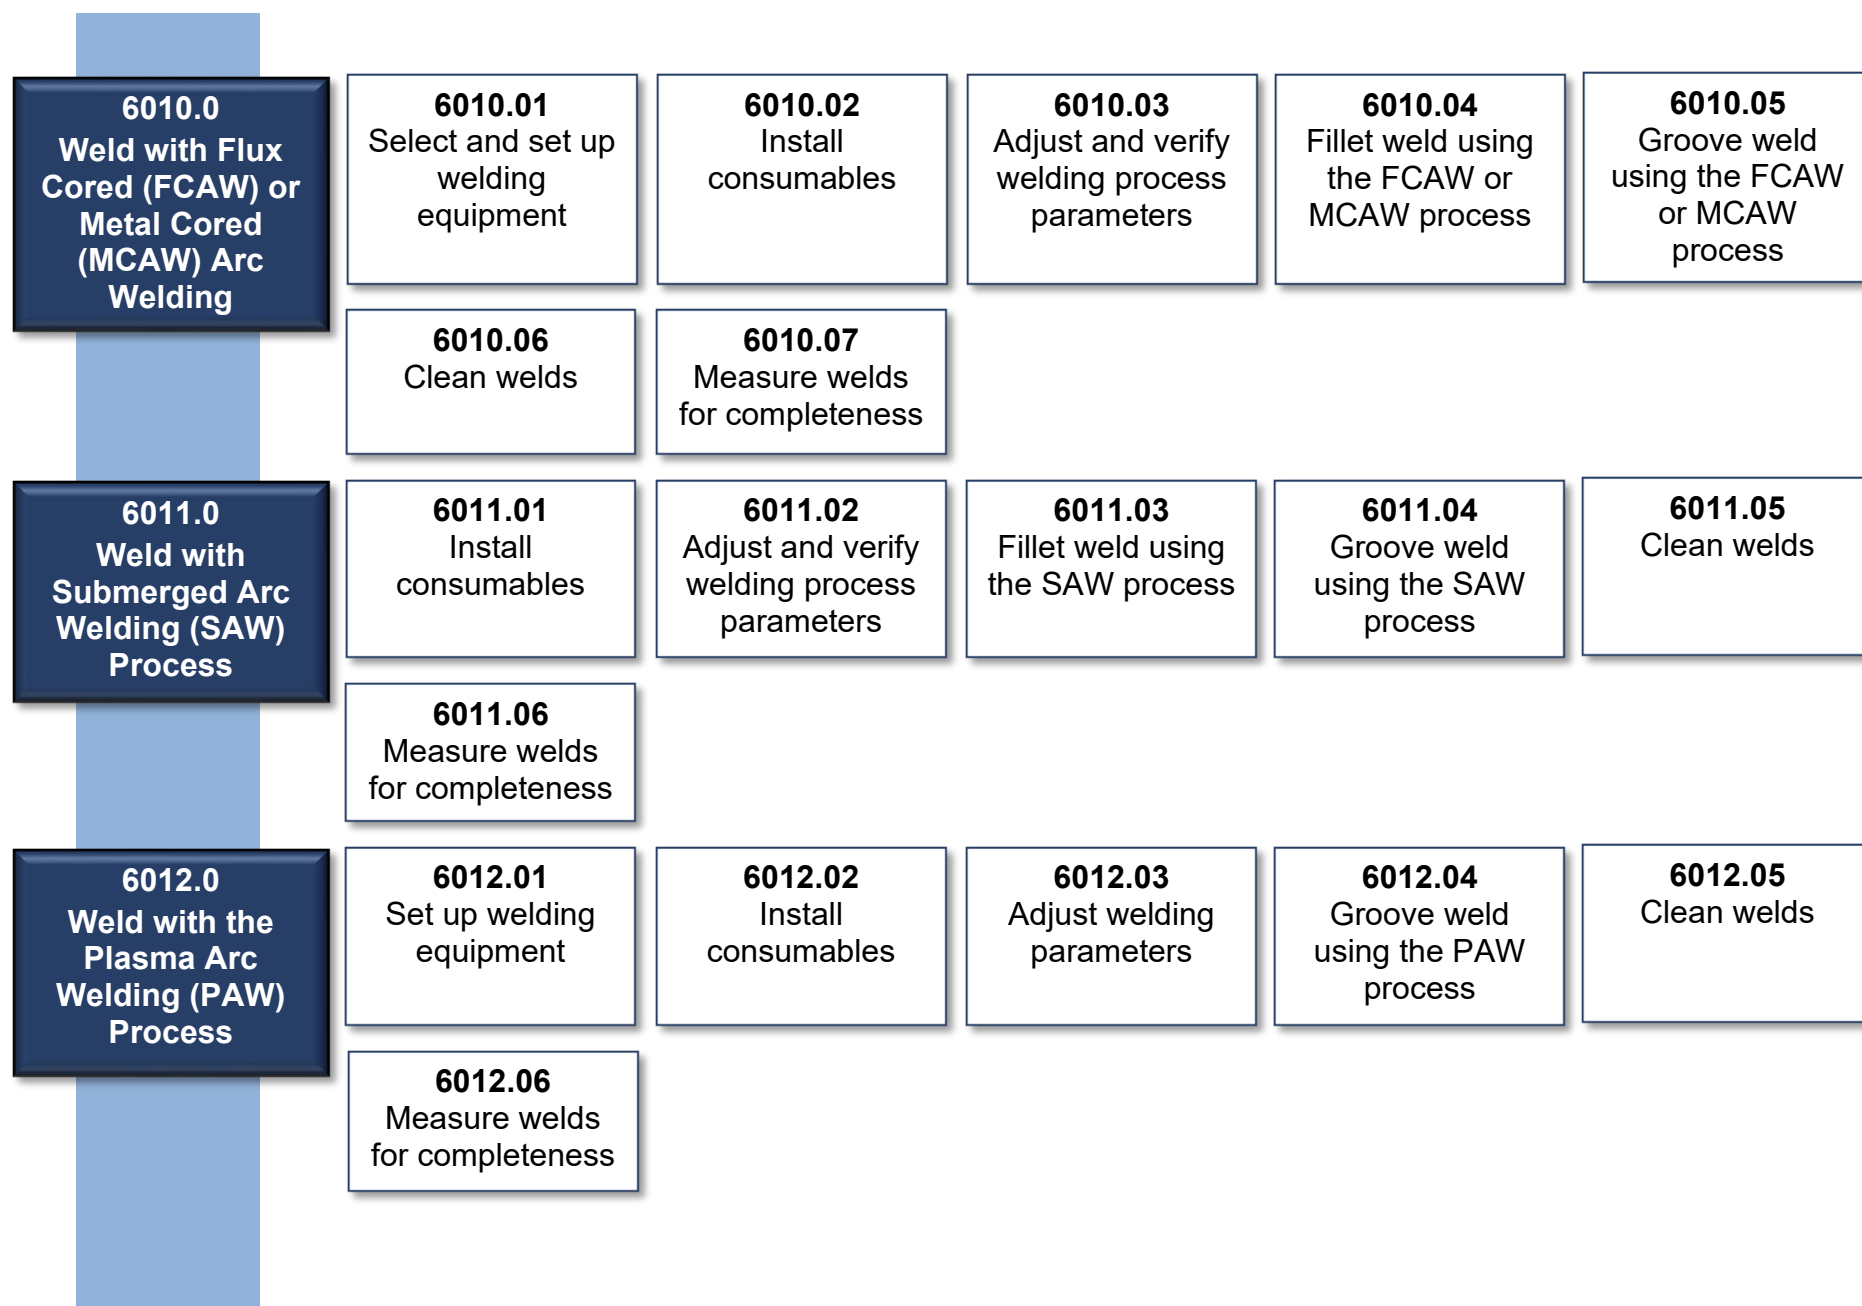 6010.0
Weld with Flux
Cored (FCAW) or
Metal Cored
(MCAW) Arc
Welding
6010.01
Select and set up
welding
equipment
6010.02
Install
consumables
6010.03
Adjust and verify
welding process
parameters
6010.04
Fillet weld using
the FCAW or
MCAW process
6010.05
Groove weld
using the FCAW
or MCAW
process
6010.06
Clean welds
6010.07
Measure welds
for completeness
6011.0
Weld with
Submerged Arc
Welding (SAW)
Process
6011.01
Install
consumables
6011.02
Adjust and verify
welding process
parameters
6011.03
Fillet weld using
the SAW process
6011.04
Groove weld
using the SAW
process
6011.05
Clean welds
6011.06
Measure welds
for completeness
6012.0
Weld with the
Plasma Arc
Welding (PAW)
Process
6012.01
Set up welding
equipment
6012.02
Install
consumables
6012.03
Adjust welding
parameters
6012.04
Groove weld
using the PAW
process
6012.05
Clean welds
6012.06
Measure welds
for completeness